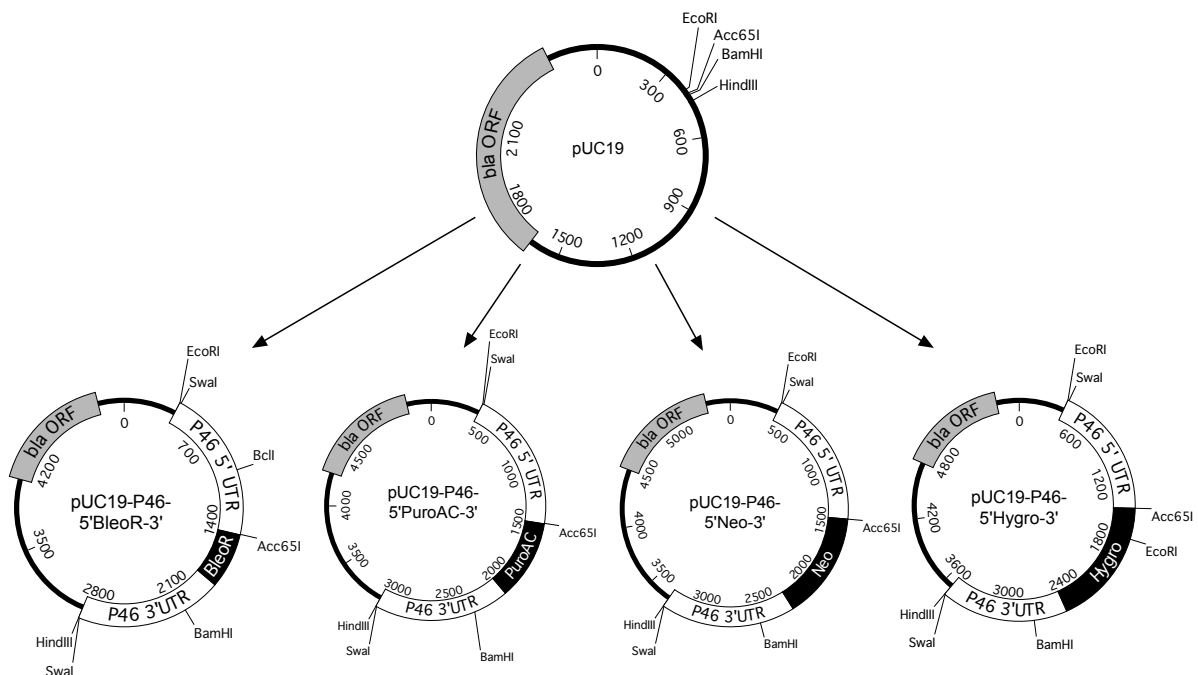 EcoRI
Acc65I
BamHI
HindIII
0
300
600
900
1200
1500
1800
2100
bla ORF
pUC19
EcoRI
SwaI
P46 5' UTR
BclI
0
700
1400
2100
2800
3500
4200
bla ORF
pUC19-P46-
5'BleoR-3'
Acc65I
BleoR
P46 3'UTR
BamHI
HindIII
SwaI
EcoRI
SwaI
P46 5' UTR
0
500
1000
1500
2000
2500
3000
3500
4000
4500
bla ORF
pUC19-P46-
5'PuroAC-3'
Acc65I
PuroAC
P46 3'UTR
BamHI
HindIII
SwaI
EcoRI
SwaI
P46 5' UTR
0
500
1000
1500
2000
2500
3000
3500
4000
4500
5000
bla ORF
pUC19-P46-
5'Neo-3'
Acc65I
Neo
P46 3'UTR
BamHI
HindIII
SwaI
EcoRI
SwaI
P46 5' UTR
0
600
1200
1800
2400
3000
3600
4200
4800
bla ORF
pUC19-P46-
5'Hygro-3'
Acc65I
EcoRI
Hygro
P46 3'UTR
BamHI
HindIII
SwaI